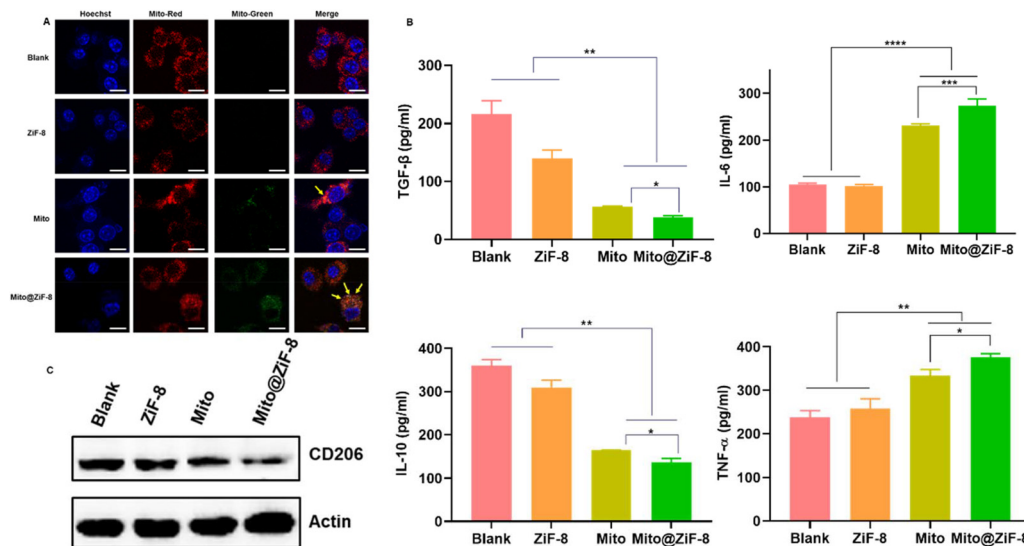 A
Hoechst Mito-Red Mito-Green Merge
Blank
ZiF-8
Mito
Mito@ZiF-8
B
**
*
TGF-β (pg/ml)
300
200
100
0
Blank ZiF-8 Mito Mito@ZiF-8
****
***
IL-6 (pg/ml)
300
200
100
0
Blank ZiF-8 Mito Mito@ZiF-8
C
Blank ZiF-8 Mito Mito@ZiF-8
CD206
Actin
**
*
IL-10 (pg/ml)
400
300
200
100
0
Blank ZiF-8 Mito Mito@ZiF-8
**
*
TNF-α (pg/ml)
400
300
200
100
0
Blank ZiF-8 Mito Mito@ZiF-8